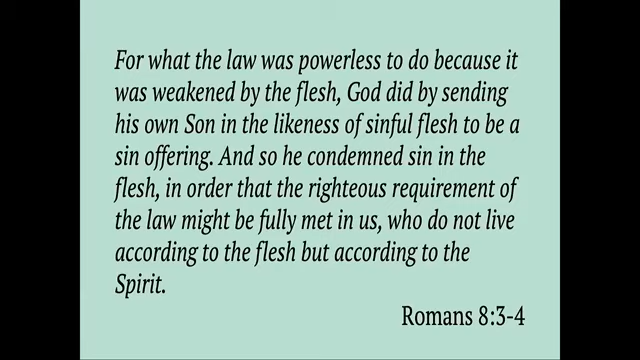 For what the law was powerless to do because it
was weakened by the flesh, God did by sending
his own Son in the likeness of sinful flesh to be a
sin offering. And so he condemned sin in the
flesh, in order that the righteous requirement of
the law might be fully met in us, who do not live
according to the flesh but according to the
Spirit.
Romans 8:3-4